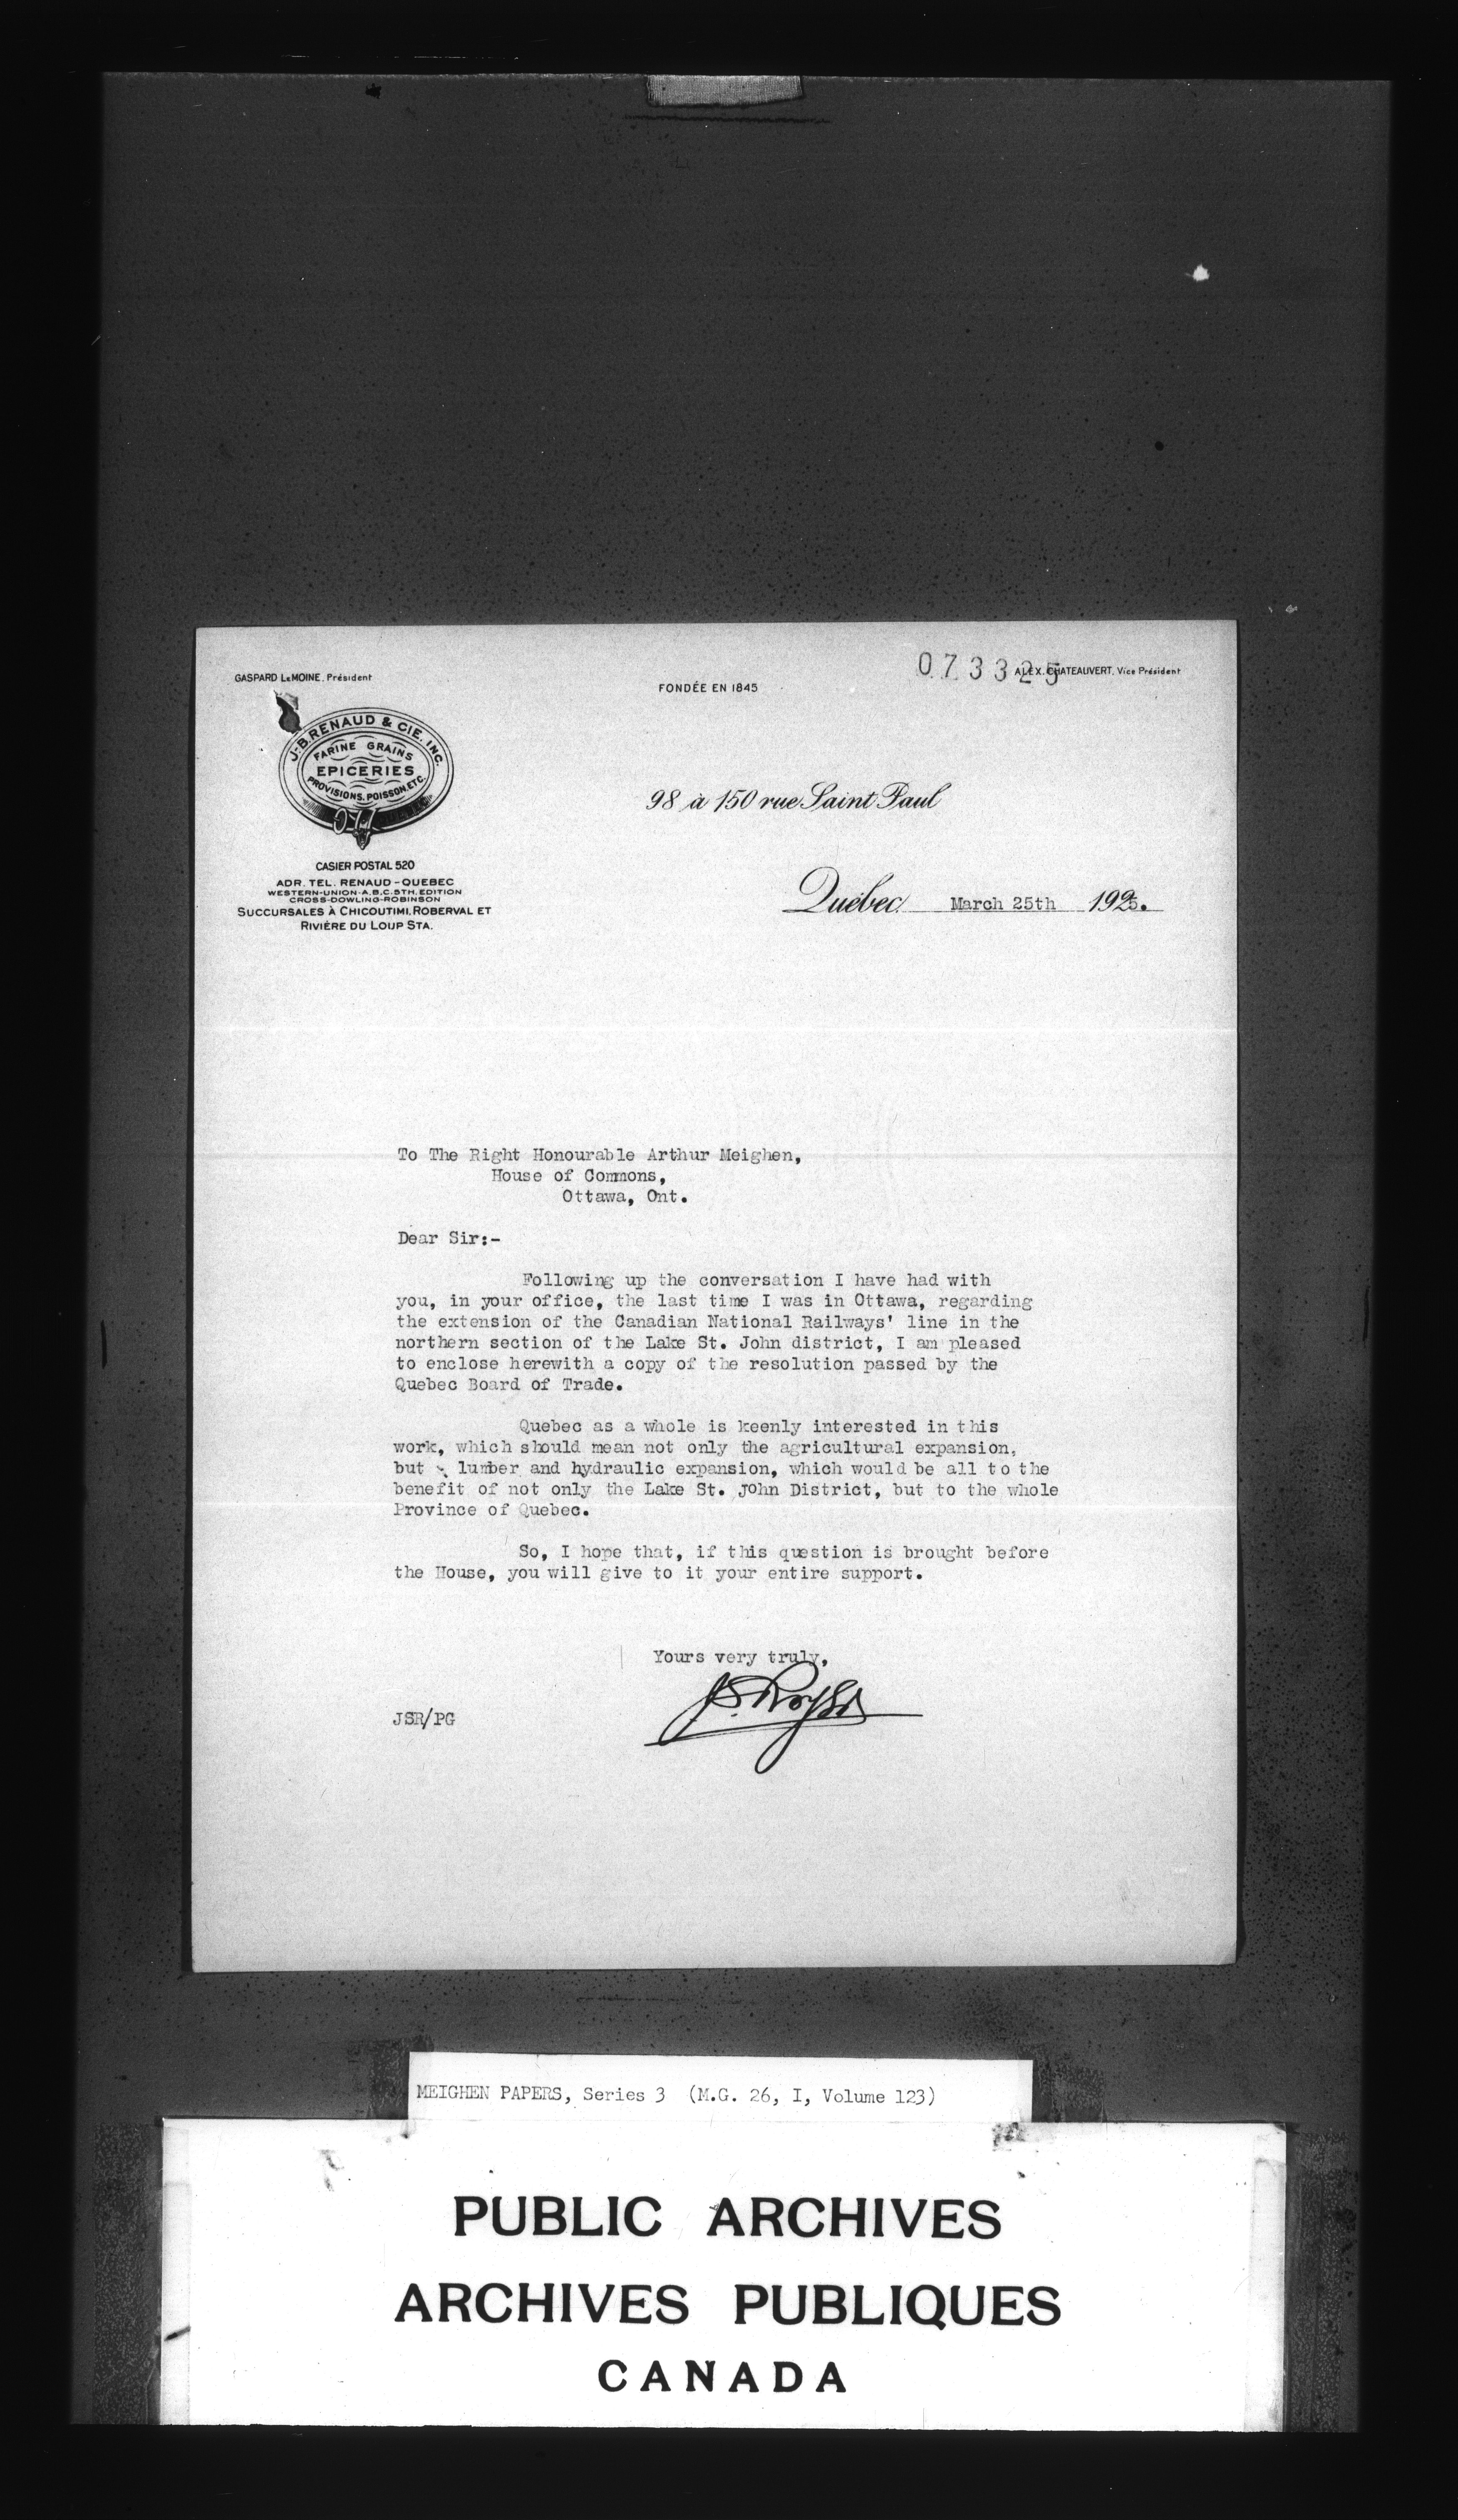 073325
GASPARD LeMOINE, Président
ALEX. CHATEAUVERT, Vice Président
FONDÉE EN 1845
J.-B. RENAUD & CIE. INC.
FARINE GRAINS
EPICERIES
PROVISIONS, POISSON, ETC.
98 à 150 rue Saint Paul
CASIER POSTAL 520
ADR. TEL. RENAUD - QUEBEC
WESTERN-UNION-A.B.C. 5TH. EDITION
CROSS-DOWLING-ROBINSON
SUCCURSALES À CHICOUTIMI, ROBERVAL ET
RIVIÈRE DU LOUP STA.
Québec, March 25th 1925.
To The Right Honourable Arthur Meighen,
House of Commons,
Ottawa, Ont.
Dear Sir:-
Following up the conversation I have had with
you, in your office, the last time I was in Ottawa, regarding
the extension of the Canadian National Railways' line in the
northern section of the Lake St. John district, I am pleased
to enclose herewith a copy of the resolution passed by the
Quebec Board of Trade.
Quebec as a whole is keenly interested in this
work, which should mean not only the agricultural expansion,
but lumber and hydraulic expansion, which would be all to the
benefit of not only the Lake St. John District, but to the whole
Province of Quebec.
So, I hope that, if this question is brought before
the House, you will give to it your entire support.
Yours very truly,
JSR/PG
MEIGHEN PAPERS, Series 3 (M.G. 26, I, Volume 123)
PUBLIC ARCHIVES
ARCHIVES PUBLIQUES
CANADA